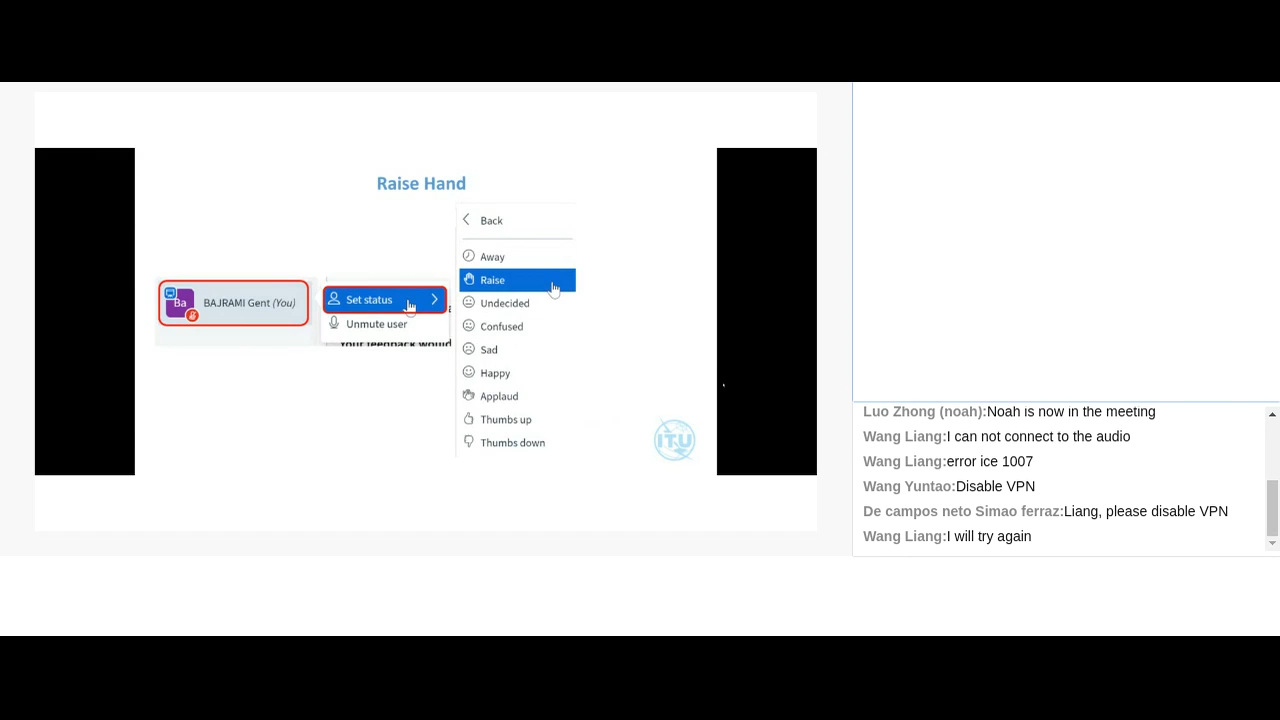 Raise Hand
Back
Away
Raise
Undecided
Confused
Sad
Happy
Applaud
Thumbs up
Thumbs down
Ba
BAJRAMI Gent (You)
Set status
Unmute user
Your feedback would
ITU
Luo Zhong (noah):Noah is now in the meeting
Wang Liang:I can not connect to the audio
Wang Liang:error ice 1007
Wang Yuntao:Disable VPN
De campos neto Simao ferraz:Liang, please disable VPN
Wang Liang:I will try again